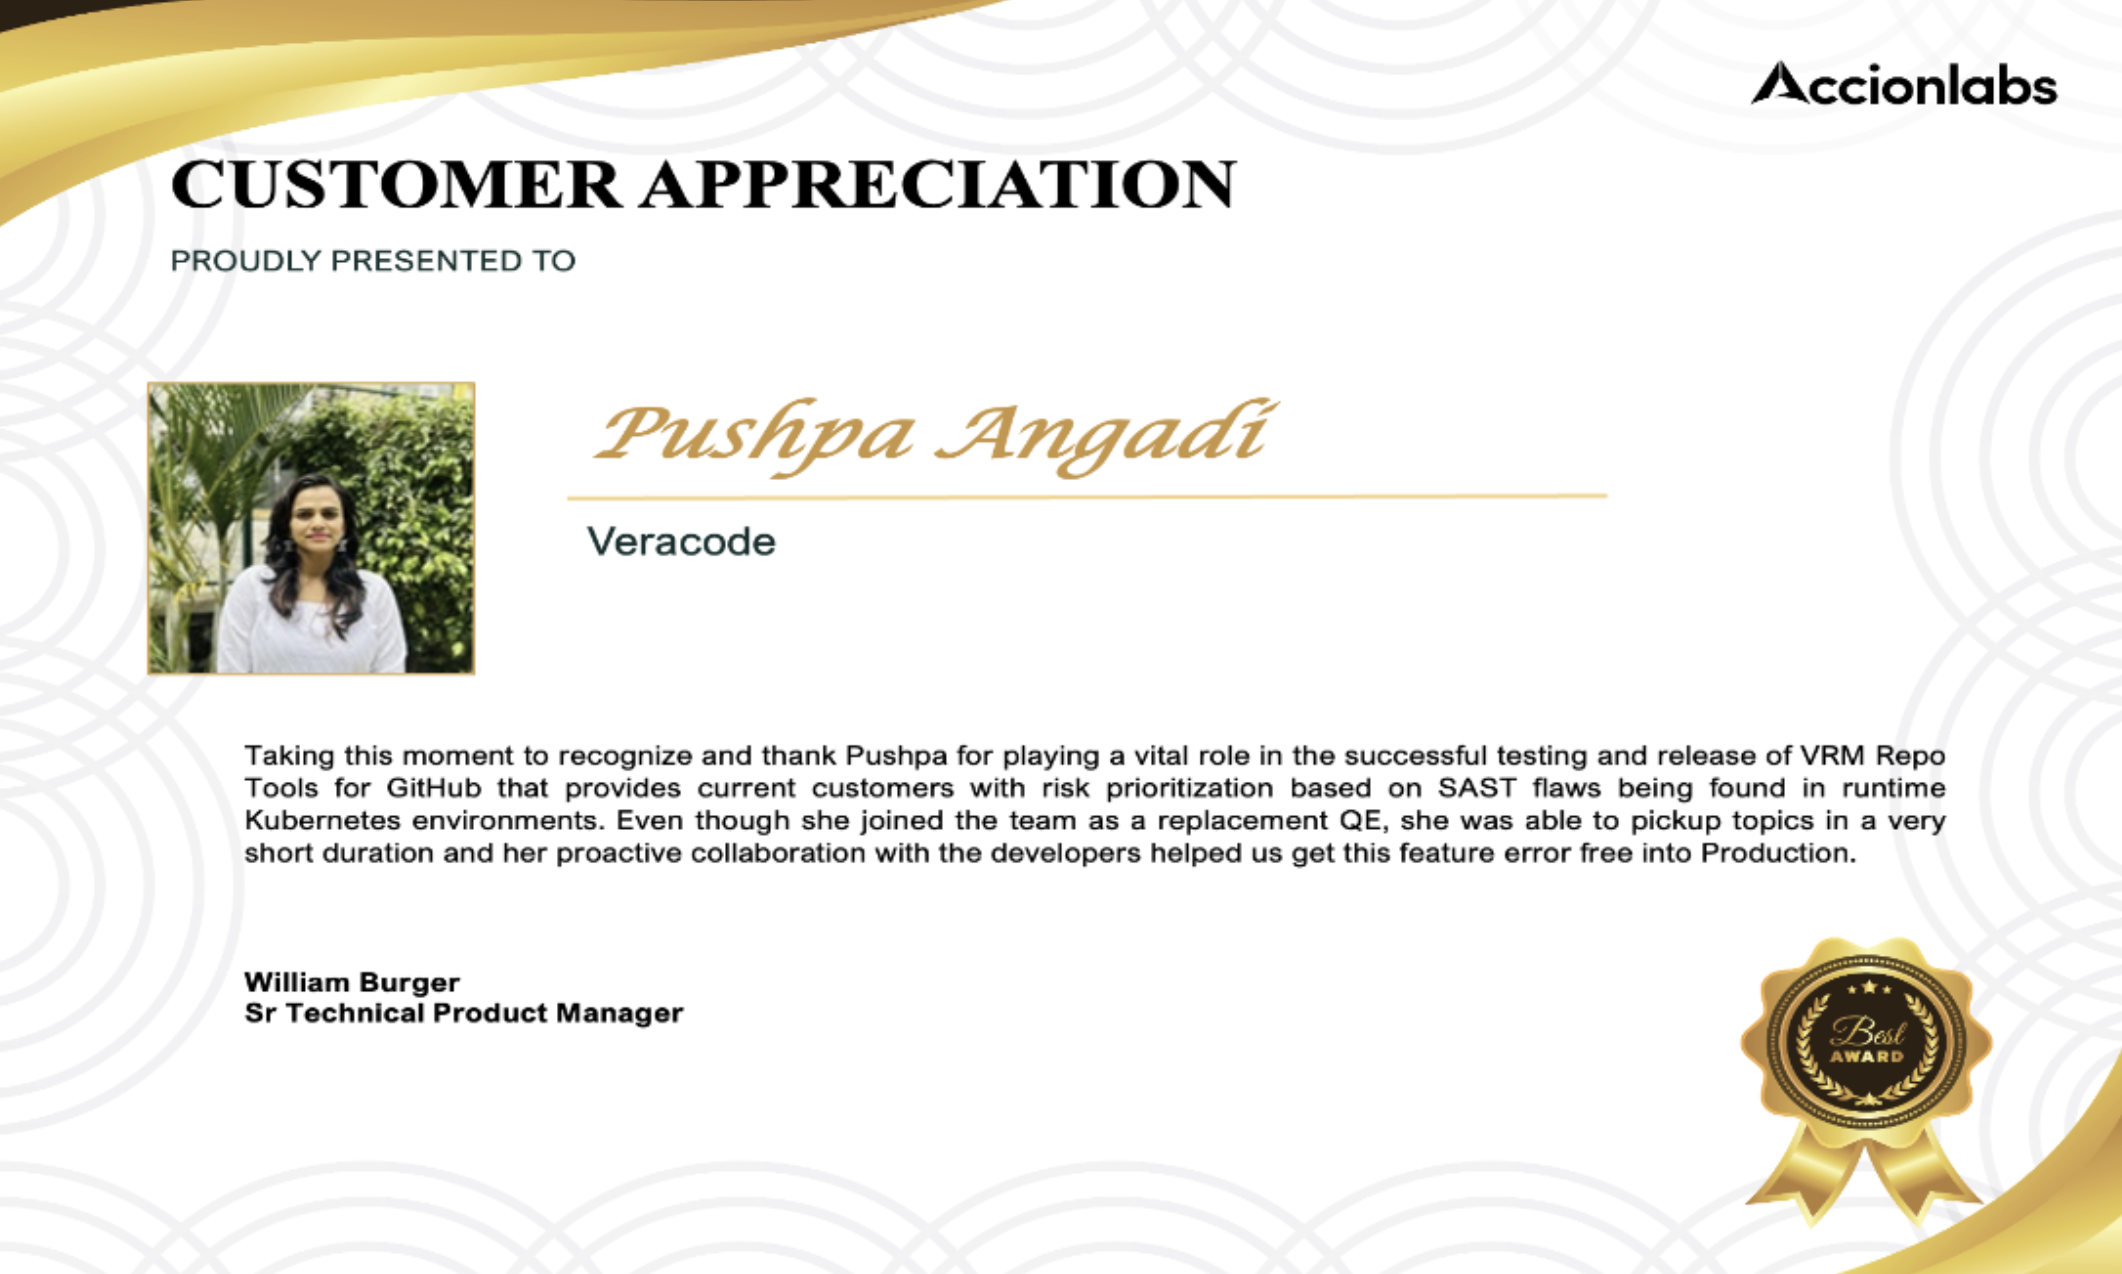 Accionlabs
CUSTOMER APPRECIATION
PROUDLY PRESENTED TO
Pushpa Angadi
Veracode
Taking this moment to recognize and thank Pushpa for playing a vital role in the successful testing and release of VRM Repo
Tools for GitHub that provides current customers with risk prioritization based on SAST flaws being found in runtime
Kubernetes environments. Even though she joined the team as a replacement QE, she was able to pickup topics in a very
short duration and her proactive collaboration with the developers helped us get this feature error free into Production.
William Burger
Sr Technical Product Manager
Best
AWARD